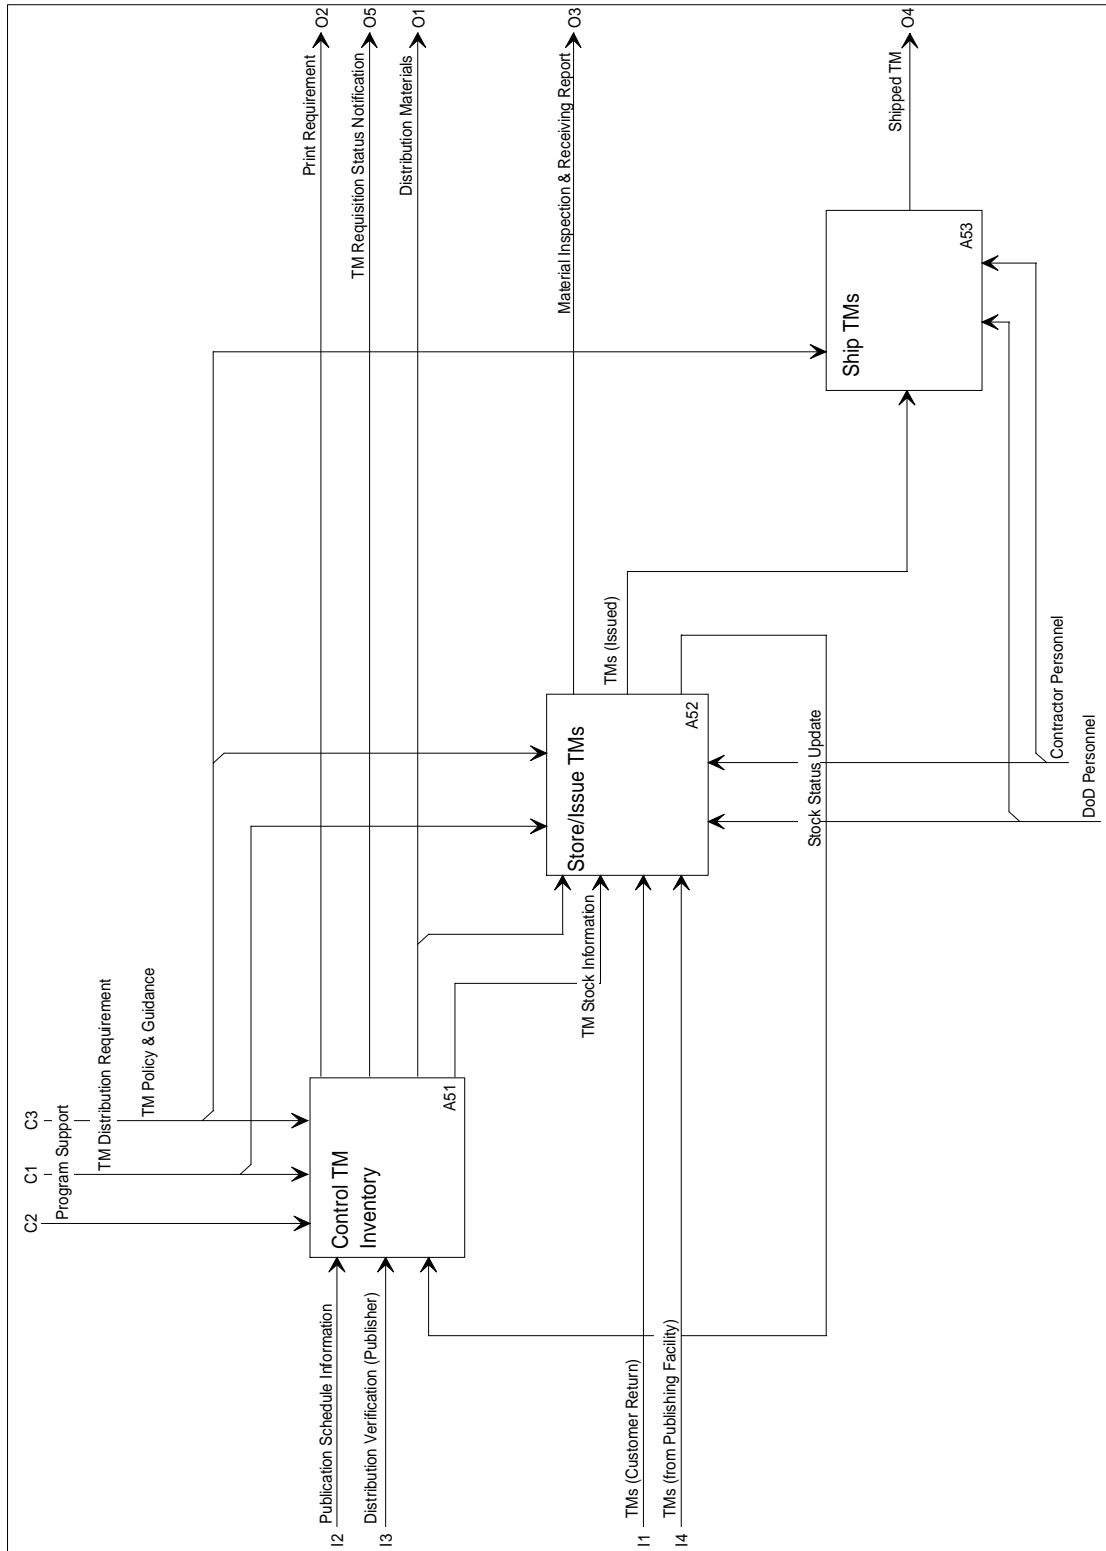 C2
C1
C3
Program Support
TM Distribution Requirement
TM Policy & Guidance
I2
Publication Schedule Information
I3
Distribution Verification (Publisher)
Control TM
Inventory
A51
Print Requirement
O2
TM Requisition Status Notification
O5
Distribution Materials
O1
TM Stock Information
I1
TMs (Customer Return)
I4
TMs (from Publishing Facility)
Store/Issue TMs
A52
Material Inspection & Receiving Report
O3
TMs (Issued)
Stock Status Update
Ship TMs
A53
Shipped TM
O4
DoD Personnel
Contractor Personnel